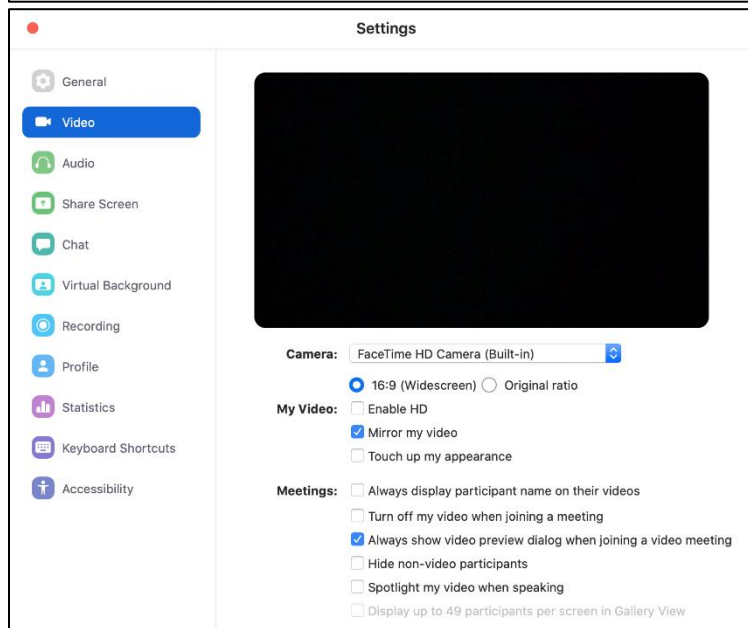 Settings
General
Video
Audio
Share Screen
Chat
Virtual Background
Recording
Profile
Statistics
Keyboard Shortcuts
Accessibility
Camera: FaceTime HD Camera (Built-in)
16:9 (Widescreen) Original ratio
My Video: Enable HD
Mirror my video
Touch up my appearance
Meetings: Always display participant name on their videos
Turn off my video when joining a meeting
Always show video preview dialog when joining a video meeting
Hide non-video participants
Spotlight my video when speaking
Display up to 49 participants per screen in Gallery View